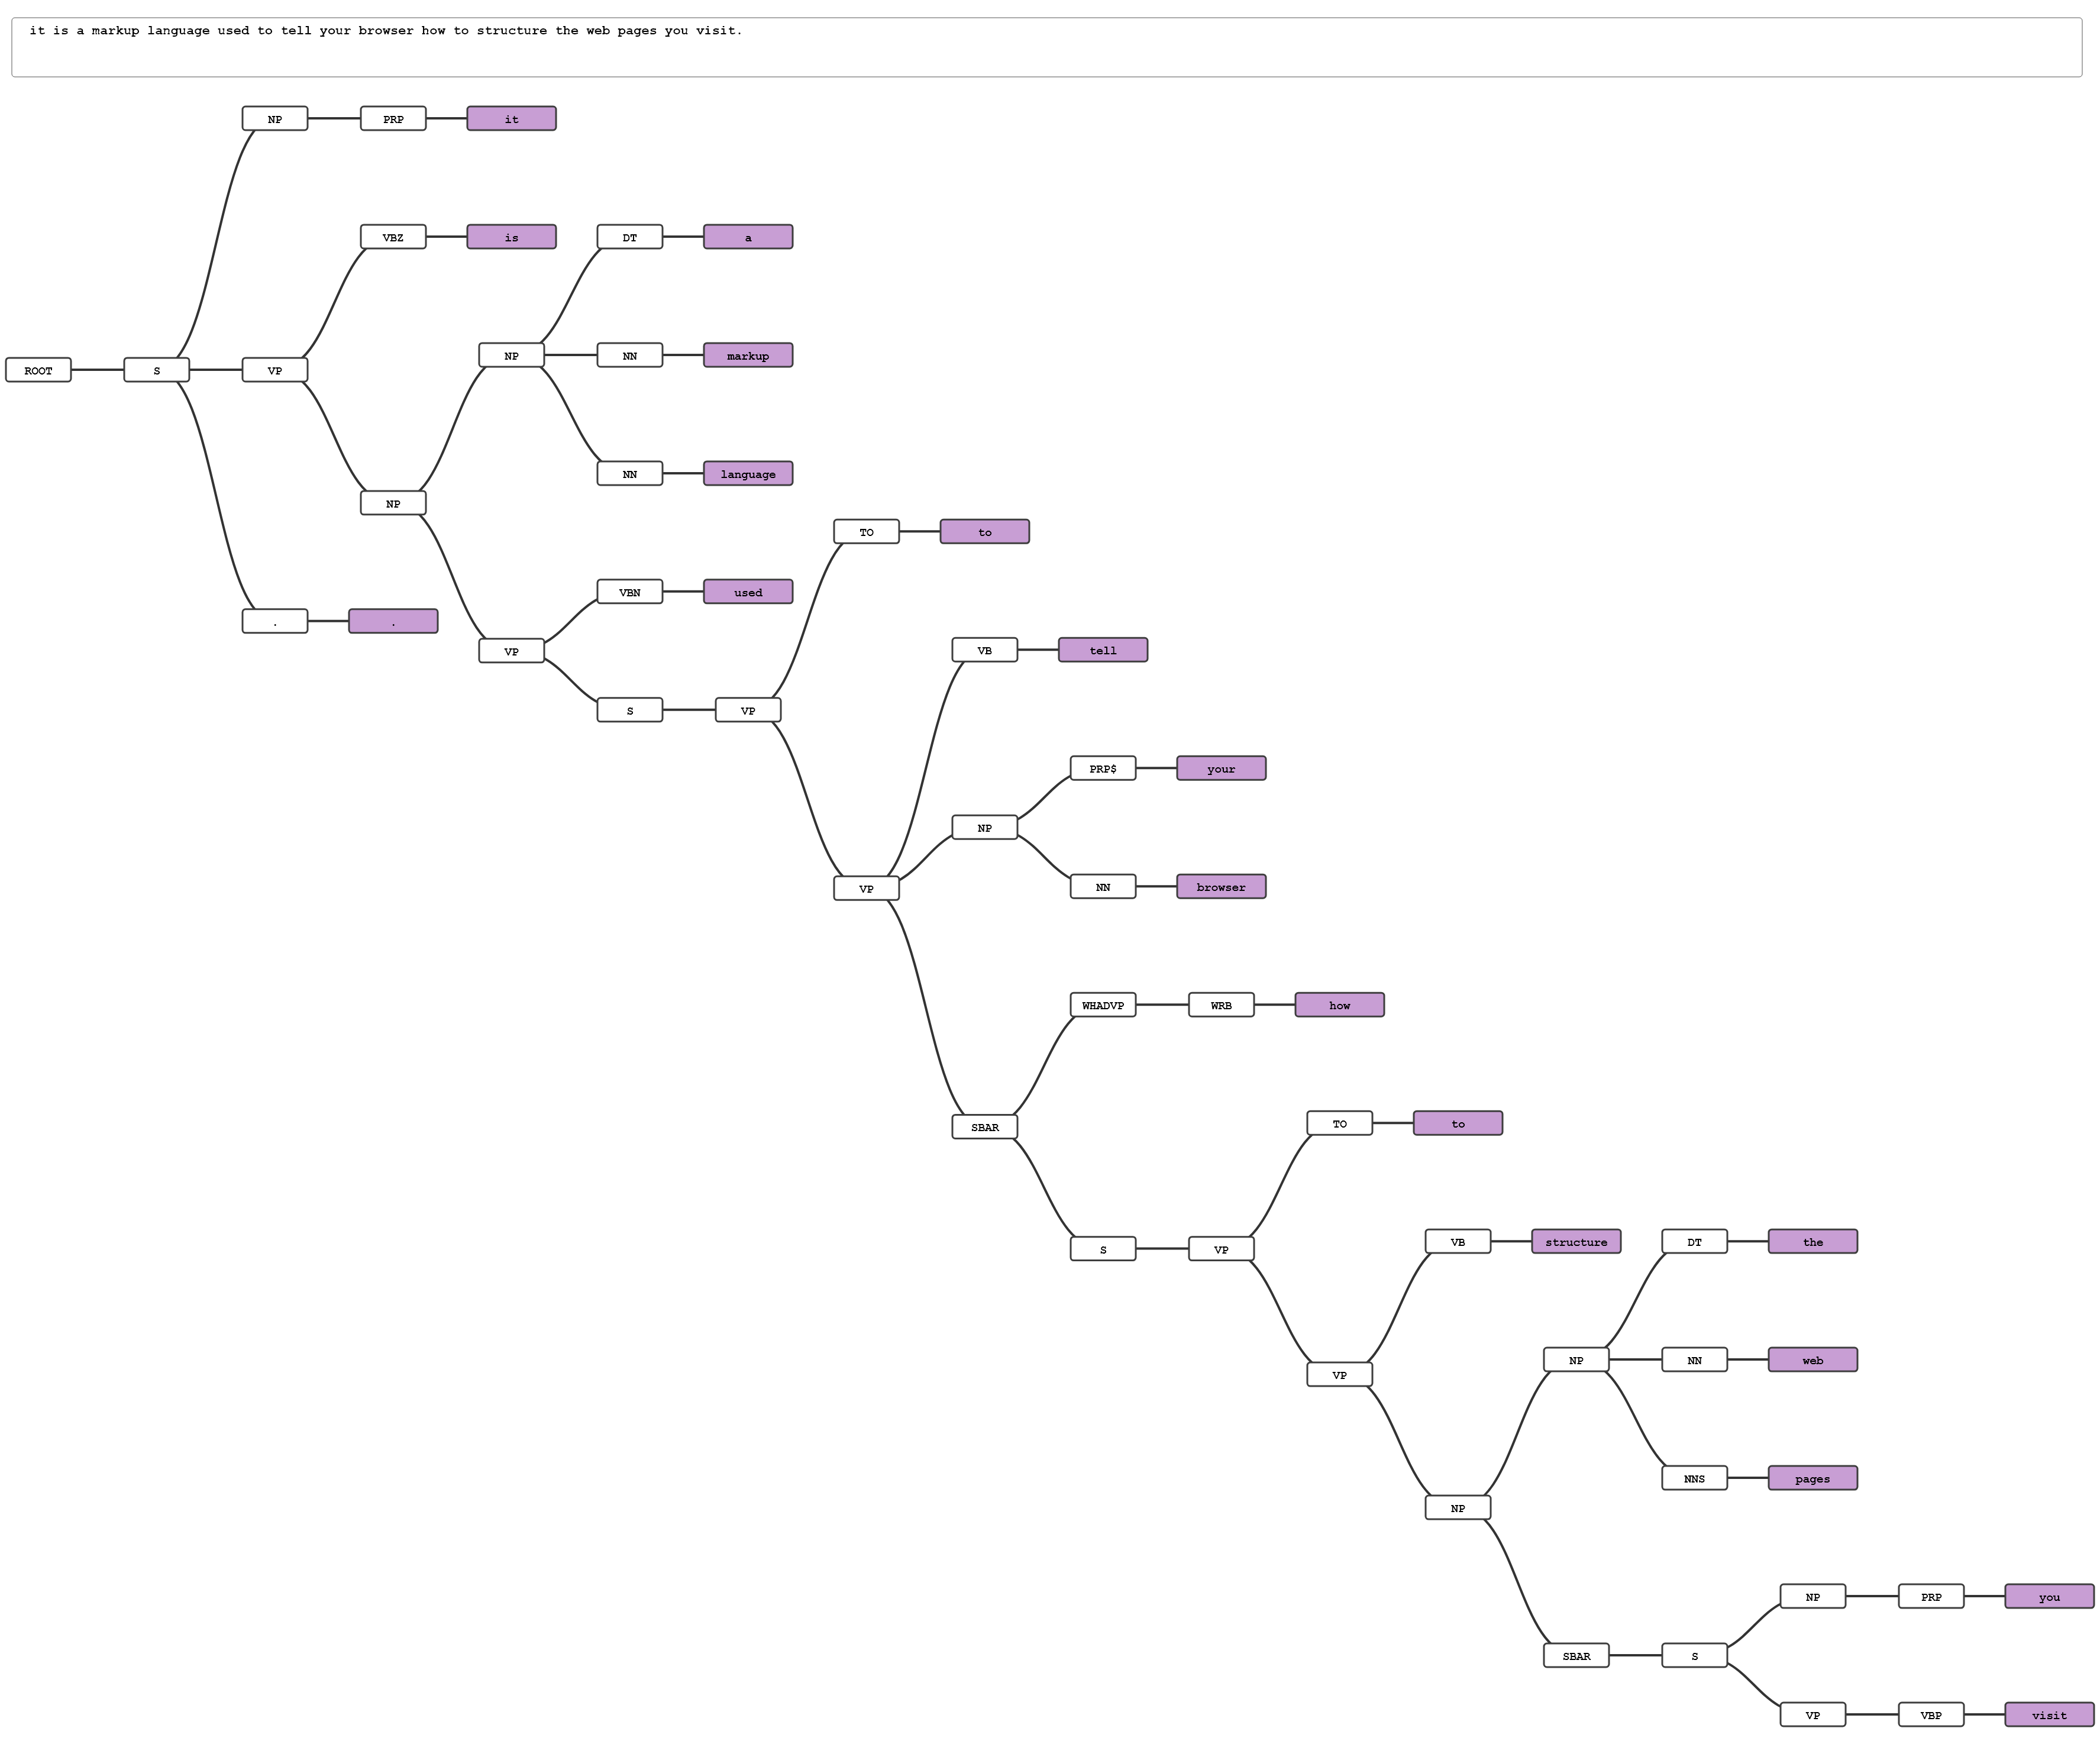 it is a markup language used to tell your browser how to structure the web pages you visit.
NP PRP it
VBZ is DT a
ROOT S VP NP NN markup
NN language
NP
TO to
VBN used
. .
VP VB tell
S VP
PRP$ your
NP
VP NN browser
WHADVP WRB how
SBAR TO to
S VP VB structure DT the
VP NP NN web
NNS pages
NP
NP PRP you
SBAR S
VP VBP visit